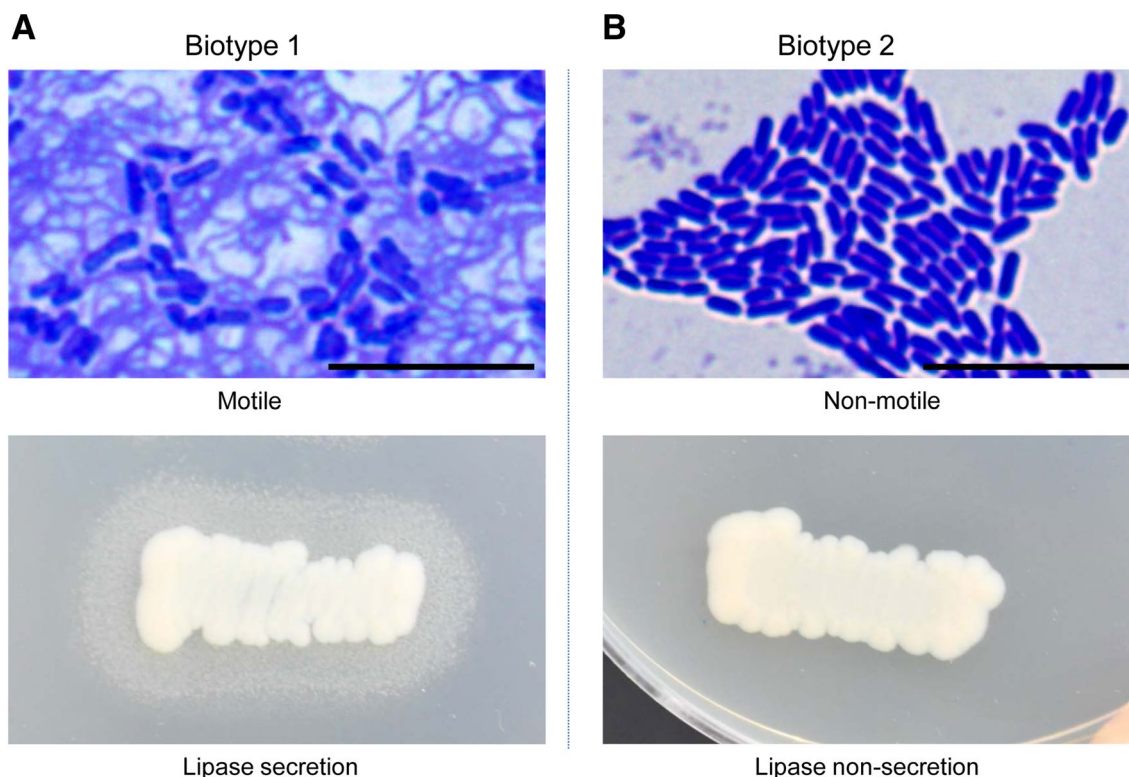 A
Biotype 1
Motile
Lipase secretion
B
Biotype 2
Non-motile
Lipase non-secretion